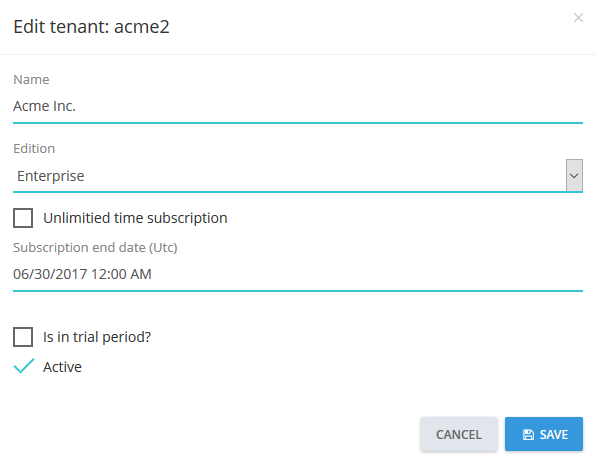 Edit tenant: acme2
Name
Acme Inc.
Edition
Enterprise
Unlimitied time subscription
Subscription end date (Utc)
06/30/2017 12:00 AM
Is in trial period?
Active
CANCEL SAVE